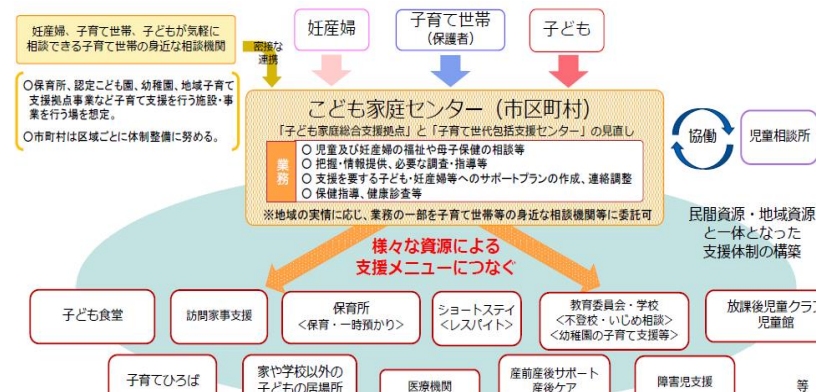 妊産婦、子育て世帯、子どもが気軽に
相談できる子育て世帯の身近な相談機関
密接な
連携
妊産婦
子育て世帯
(保護者)
子ども
○保育所、認定こども園、幼稚園、地域子育て
支援拠点事業など子育て支援を行う施設・事
業を行う場を想定。
○市町村は区域ごとに体制整備に努める。
こども家庭センター(市区町村)
「子ども家庭総合支援拠点」と「子育て世代包括支援センター」の見直し
業務
○ 児童及び妊産婦の福祉や母子保健の相談等
○ 把握・情報提供、必要な調査・指導等
○ 支援を要する子ども・妊産婦等へのサポートプランの作成、連絡調整
○ 保健指導、健康診査等
※地域の実情に応じ、業務の一部を子育て世帯等の身近な相談機関等に委託可
協働
児童相談所
様々な資源による
支援メニューにつなぐ
民間資源・地域資源
と一体となった
支援体制の構築
子ども食堂
訪問家事支援
保育所
<保育・一時預かり>
ショートステイ
<レスパイト>
教育委員会・学校
<不登校・いじめ相談>
<幼稚園の子育て支援等>
放課後児童クラブ
児童館
子育てひろば
家や学校以外の
子どもの居場所
医療機関
産前産後サポート
産後ケア
障害児支援
等